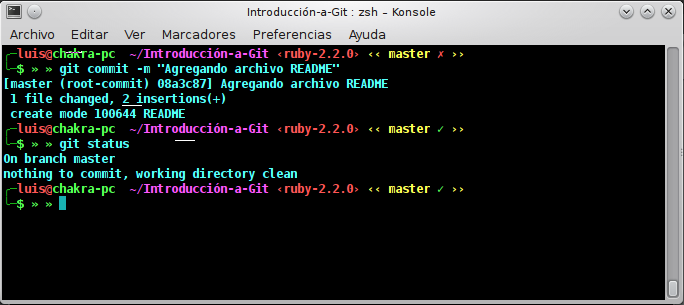 Introducción-a-Git : zsh – Konsole
Archivo Editar Ver Marcadores Preferencias Ayuda
luis@chakra-pc ~/Introducción-a-Git ‹ruby-2.2.0› ‹‹ master ✗ ››
$ » » git commit -m "Agregando archivo README"
[master (root-commit) 08a3c87] Agregando archivo README
1 file changed, 2 insertions(+)
create mode 100644 README
luis@chakra-pc ~/Introducción-a-Git ‹ruby-2.2.0› ‹‹ master ✓ ››
$ » » git status
On branch master
nothing to commit, working directory clean
luis@chakra-pc ~/Introducción-a-Git ‹ruby-2.2.0› ‹‹ master ✓ ››
$ » »